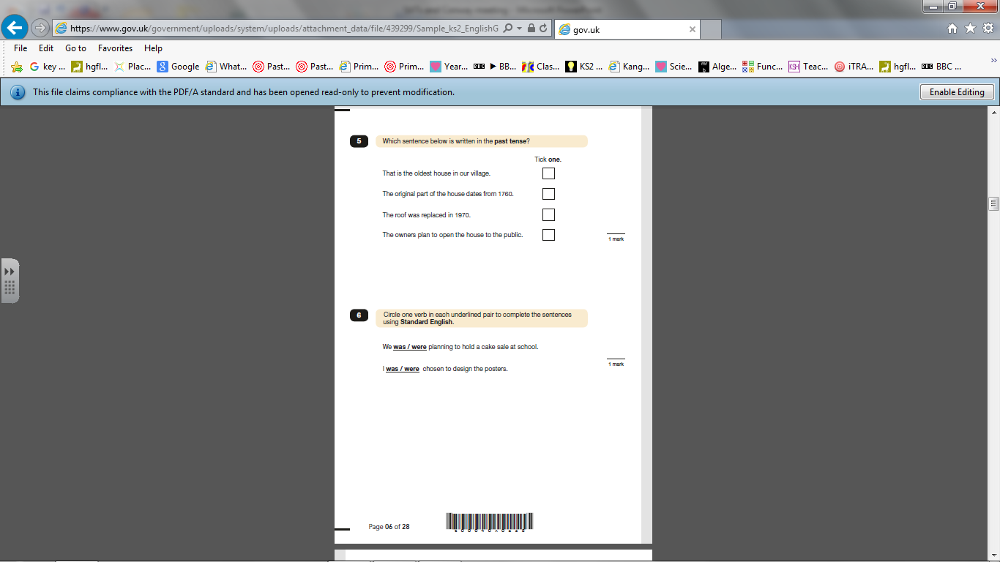 https://www.gov.uk/government/uploads/system/uploads/attachment_data/file/439299/Sample_ks2_EnglishG
gov.uk
File Edit Go to Favorites Help
key ... hgfl... Plac... Google What... Past... Past... Prim... Prim... Year... BBC BB... Clas... KS2 ... Kang... Scie... Alge... Func... KSH Teac... iTRA... hgfl... BBC BBC ...
This file claims compliance with the PDF/A standard and has been opened read-only to prevent modification.
Enable Editing
5 Which sentence below is written in the past tense?
Tick one.
That is the oldest house in our village.
The original part of the house dates from 1760.
The roof was replaced in 1970.
The owners plan to open the house to the public.
1 mark
6 Circle one verb in each underlined pair to complete the sentences
using Standard English.
We was / were planning to hold a cake sale at school.
1 mark
I was / were chosen to design the posters.
Page 06 of 28